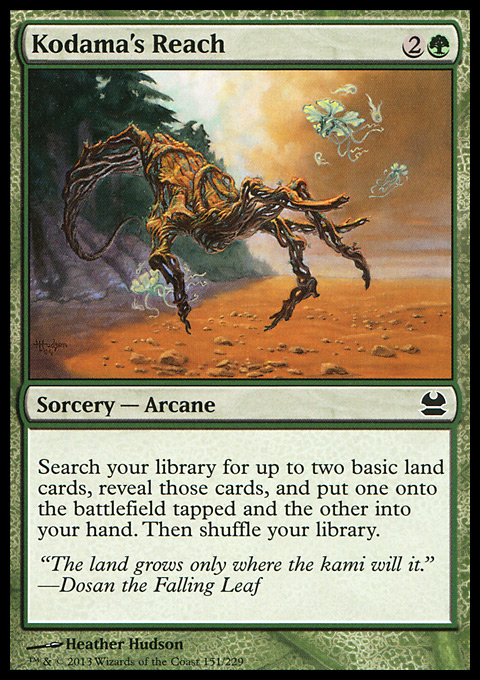 Kodama's Reach 2
Sorcery — Arcane
Search your library for up to two basic land
cards, reveal those cards, and put one onto
the battlefield tapped and the other into
your hand. Then shuffle your library.
“The land grows only where the kami will it.”
—Dosan the Falling Leaf
Heather Hudson
™ & © 2013 Wizards of the Coast 151/229